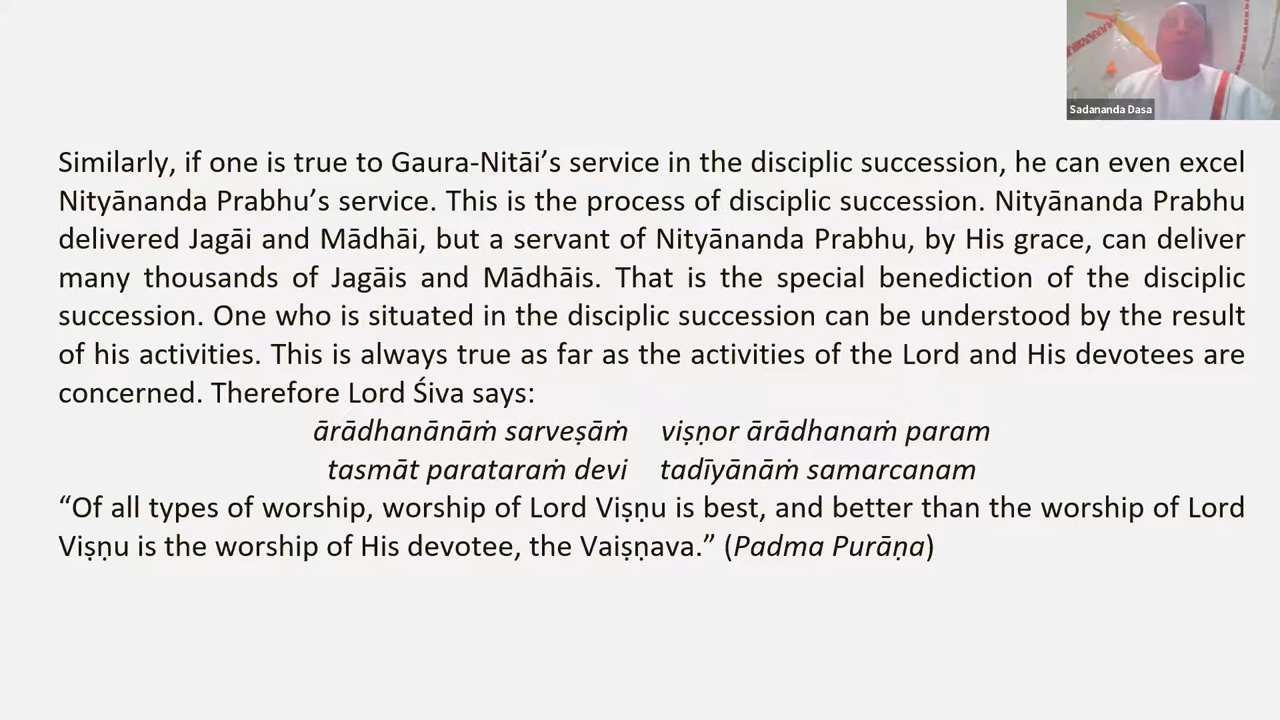 Sadananda Dasa
Similarly, if one is true to Gaura-Nitāi’s service in the disciplic succession, he can even excel
Nityānanda Prabhu’s service. This is the process of disciplic succession. Nityānanda Prabhu
delivered Jagāi and Mādhāi, but a servant of Nityānanda Prabhu, by His grace, can deliver
many thousands of Jagāis and Mādhāis. That is the special benediction of the disciplic
succession. One who is situated in the disciplic succession can be understood by the result
of his activities. This is always true as far as the activities of the Lord and His devotees are
concerned. Therefore Lord Śiva says:
ārādhanānāṁ sarveṣāṁ viṣṇor ārādhanaṁ param
tasmāt parataraṁ devi tadīyānāṁ samarcanam
“Of all types of worship, worship of Lord Viṣṇu is best, and better than the worship of Lord
Viṣṇu is the worship of His devotee, the Vaiṣṇava.” (Padma Purāṇa)